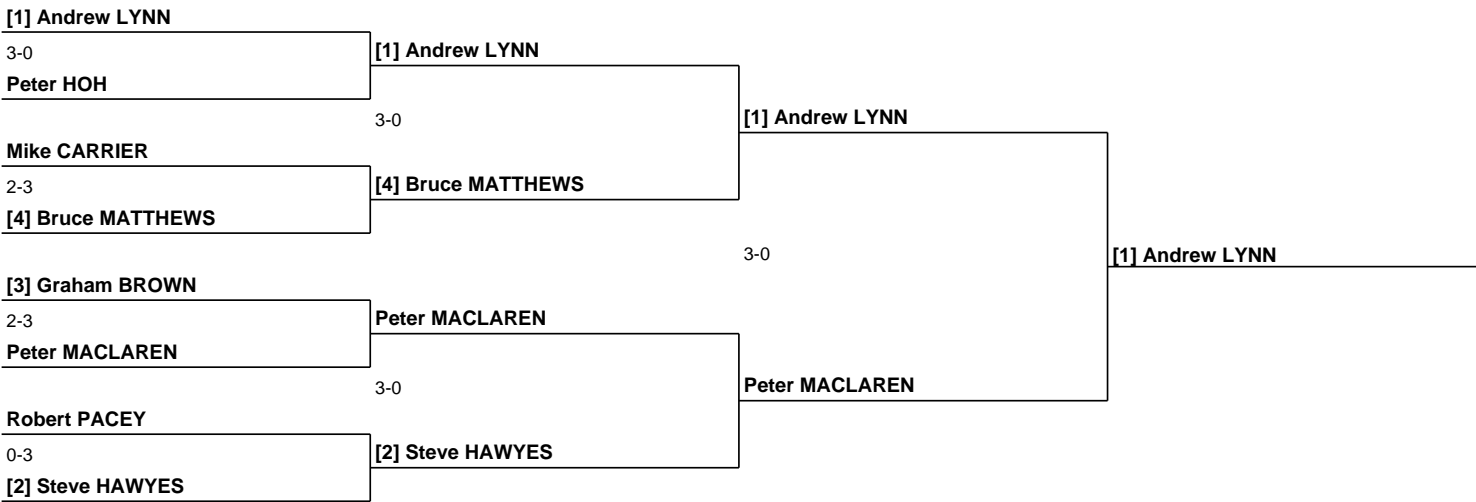 [1] Andrew LYNN
3-0
Peter HOH
Mike CARRIER
2-3
[4] Bruce MATTHEWS
[3] Graham BROWN
2-3
Peter MACLAREN
Robert PACEY
0-3
[2] Steve HAWYES
[1] Andrew LYNN
3-0
[4] Bruce MATTHEWS
Peter MACLAREN
3-0
[2] Steve HAWYES
[1] Andrew LYNN
3-0
Peter MACLAREN
[1] Andrew LYNN